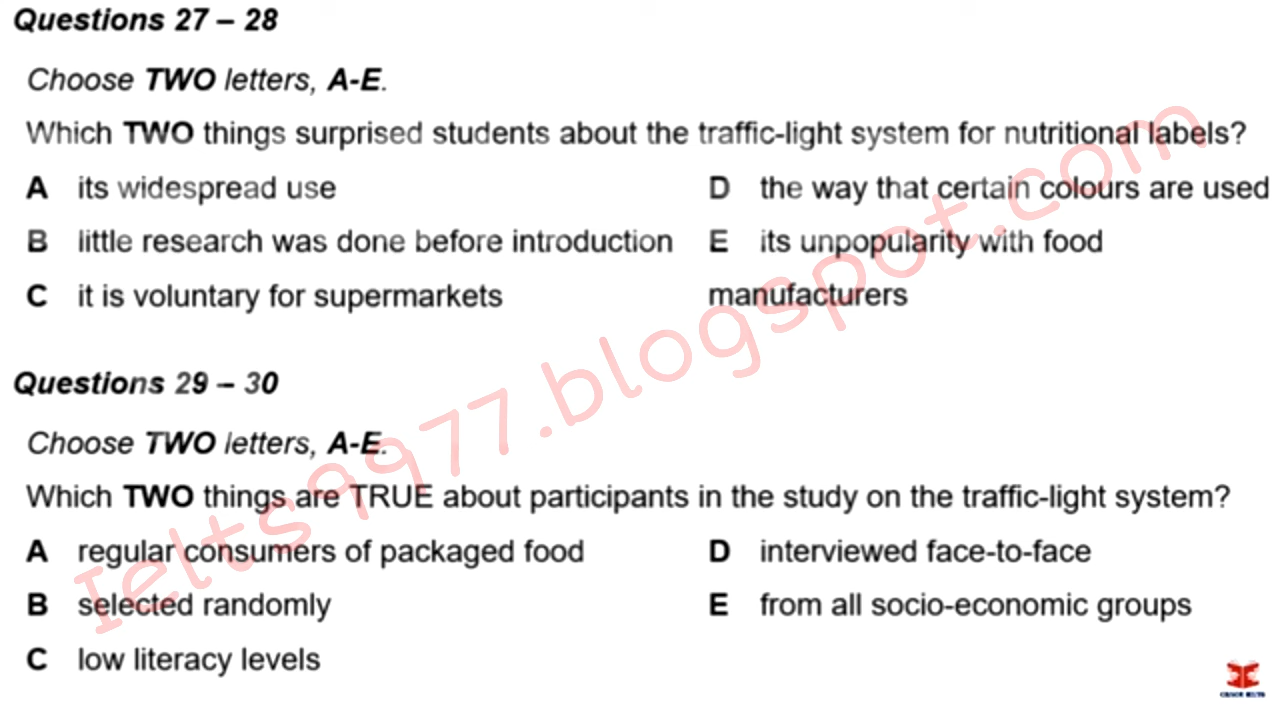 Questions 27 – 28
Choose TWO letters, A-E.
Which TWO things surprised students about the traffic-light system for nutritional labels?
A its widespread use
B little research was done before introduction
C it is voluntary for supermarkets
D the way that certain colours are used
E its unpopularity with food
manufacturers
Questions 29 – 30
Choose TWO letters, A-E.
Which TWO things are TRUE about participants in the study on the traffic-light system?
A regular consumers of packaged food
B selected randomly
C low literacy levels
D interviewed face-to-face
E from all socio-economic groups
Ielts9977.blogspot.com